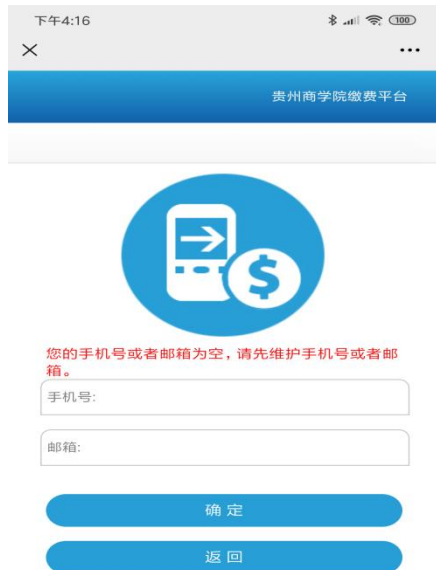 下午4:16
100
贵州商学院缴费平台
$
您的手机号或者邮箱为空，请先维护手机号或者邮
箱。
手机号:
邮箱:
确 定
返 回